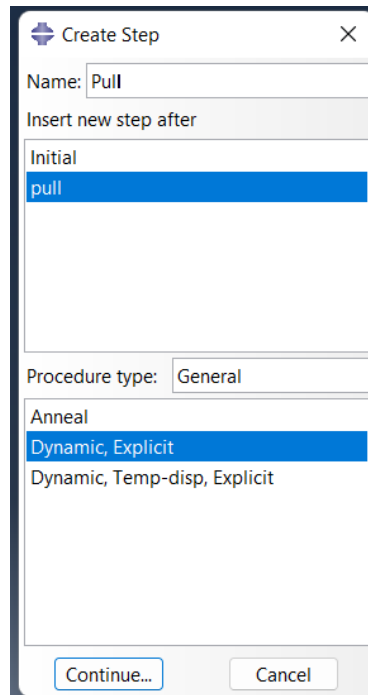 Create Step
Name: Pull
Insert new step after
Initial
pull
Procedure type: General
Anneal
Dynamic, Explicit
Dynamic, Temp-disp, Explicit
Continue... Cancel